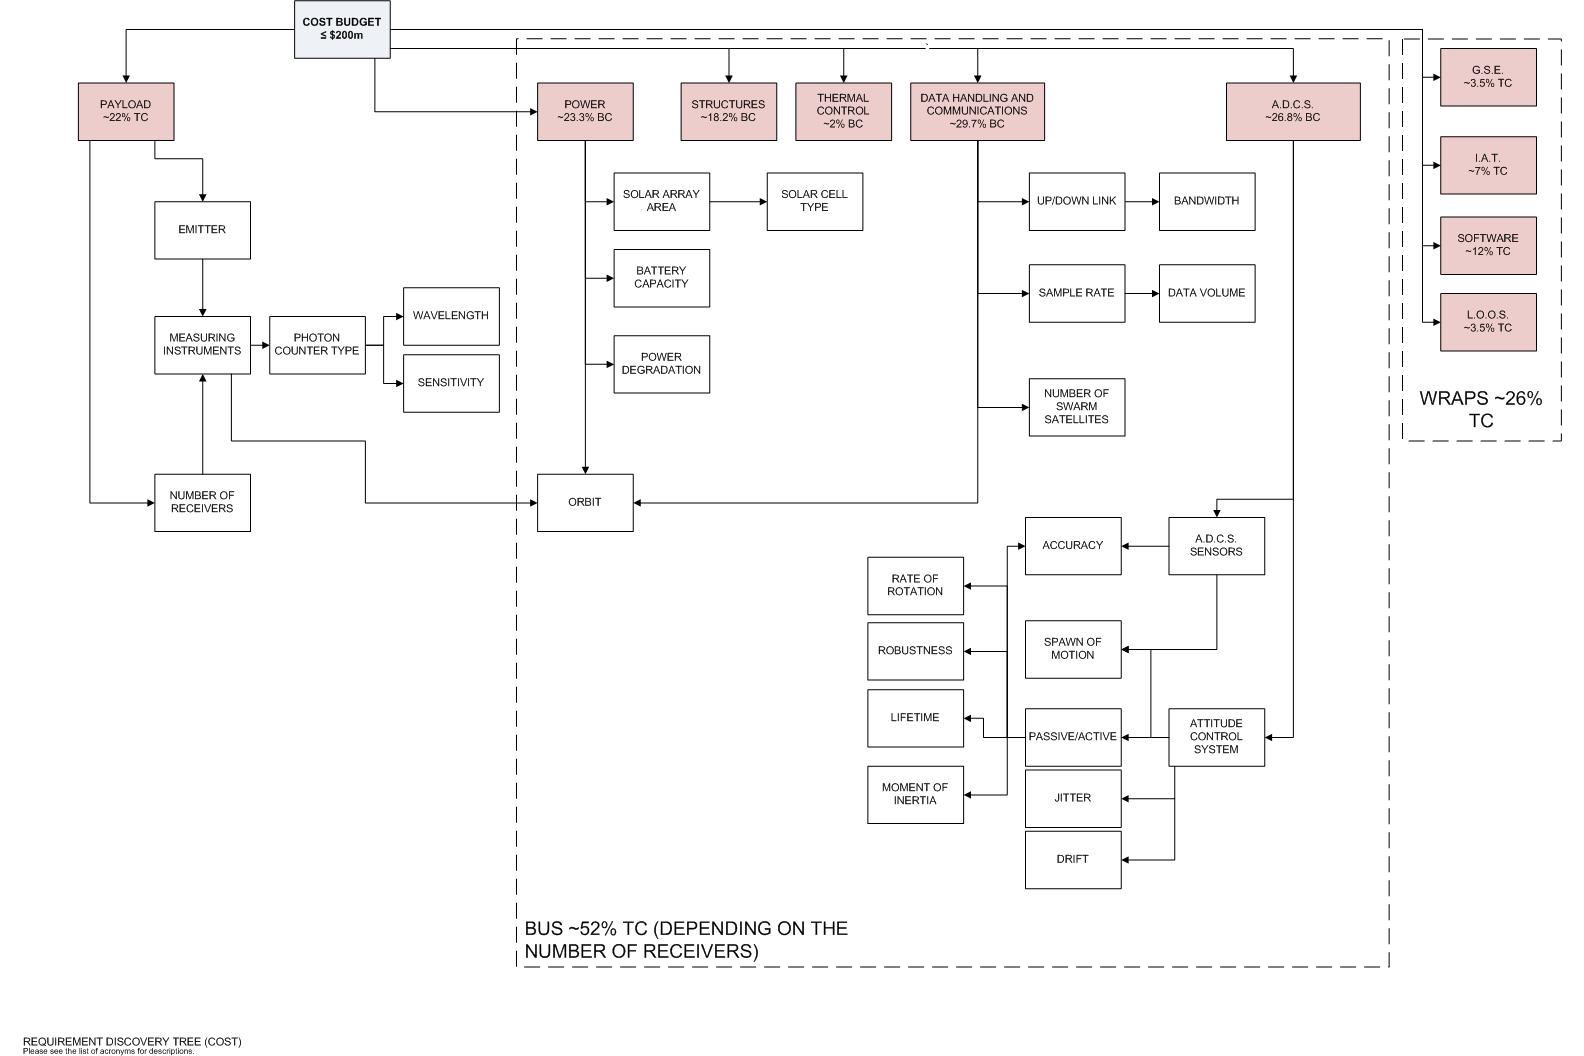 COST BUDGET
≤ $200m
PAYLOAD
~22% TC
POWER
~23.3% BC
STRUCTURES
~18.2% BC
THERMAL
CONTROL
~2% BC
DATA HANDLING AND
COMMUNICATIONS
~29.7% BC
A.D.C.S.
~26.8% BC
G.S.E.
~3.5% TC
I.A.T.
~7% TC
SOFTWARE
~12% TC
L.O.O.S.
~3.5% TC
WRAPS ~26%
TC
EMITTER
MEASURING
INSTRUMENTS
PHOTON
COUNTER TYPE
WAVELENGTH
SENSITIVITY
NUMBER OF
RECEIVERS
SOLAR ARRAY
AREA
SOLAR CELL
TYPE
BATTERY
CAPACITY
POWER
DEGRADATION
ORBIT
UP/DOWN LINK
BANDWIDTH
SAMPLE RATE
DATA VOLUME
NUMBER OF
SWARM
SATELLITES
ACCURACY
A.D.C.S.
SENSORS
RATE OF
ROTATION
ROBUSTNESS
SPAWN OF
MOTION
LIFETIME
PASSIVE/ACTIVE
ATTITUDE
CONTROL
SYSTEM
MOMENT OF
INERTIA
JITTER
DRIFT
BUS ~52% TC (DEPENDING ON THE
NUMBER OF RECEIVERS)
REQUIREMENT DISCOVERY TREE (COST)
Please see the list of acronyms for descriptions.